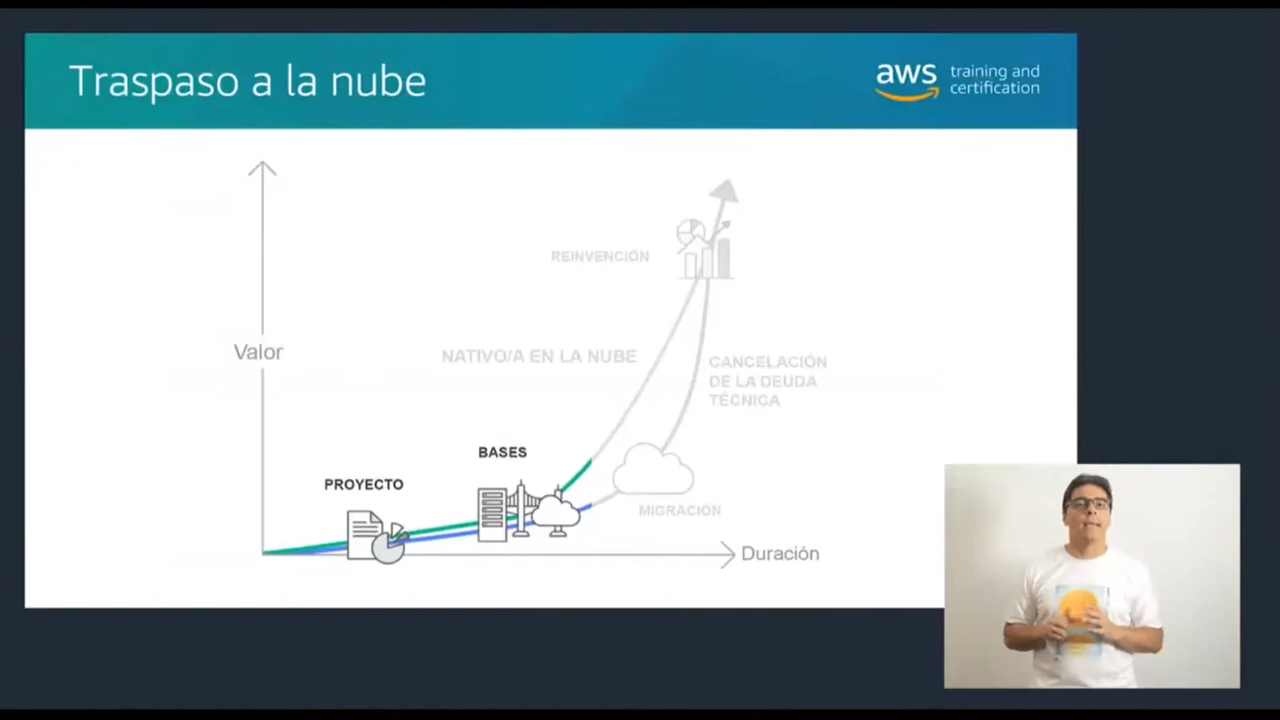 Traspaso a la nube
aws training and
certification
REINVENCIÓN
Valor
NATIVO/A EN LA NUBE
CANCELACIÓN
DE LA DEUDA
TÉCNICA
BASES
PROYECTO
MIGRACIÓN
Duración